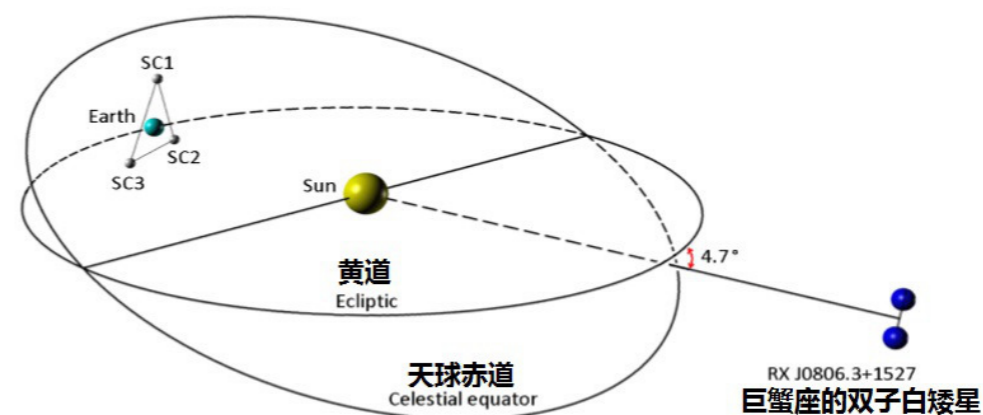 SC1
Earth
SC2
SC3
Sun
4.7°
黄道
Ecliptic
天球赤道
Celestial equator
RX J0806.3+1527
巨蟹座的双子白矮星